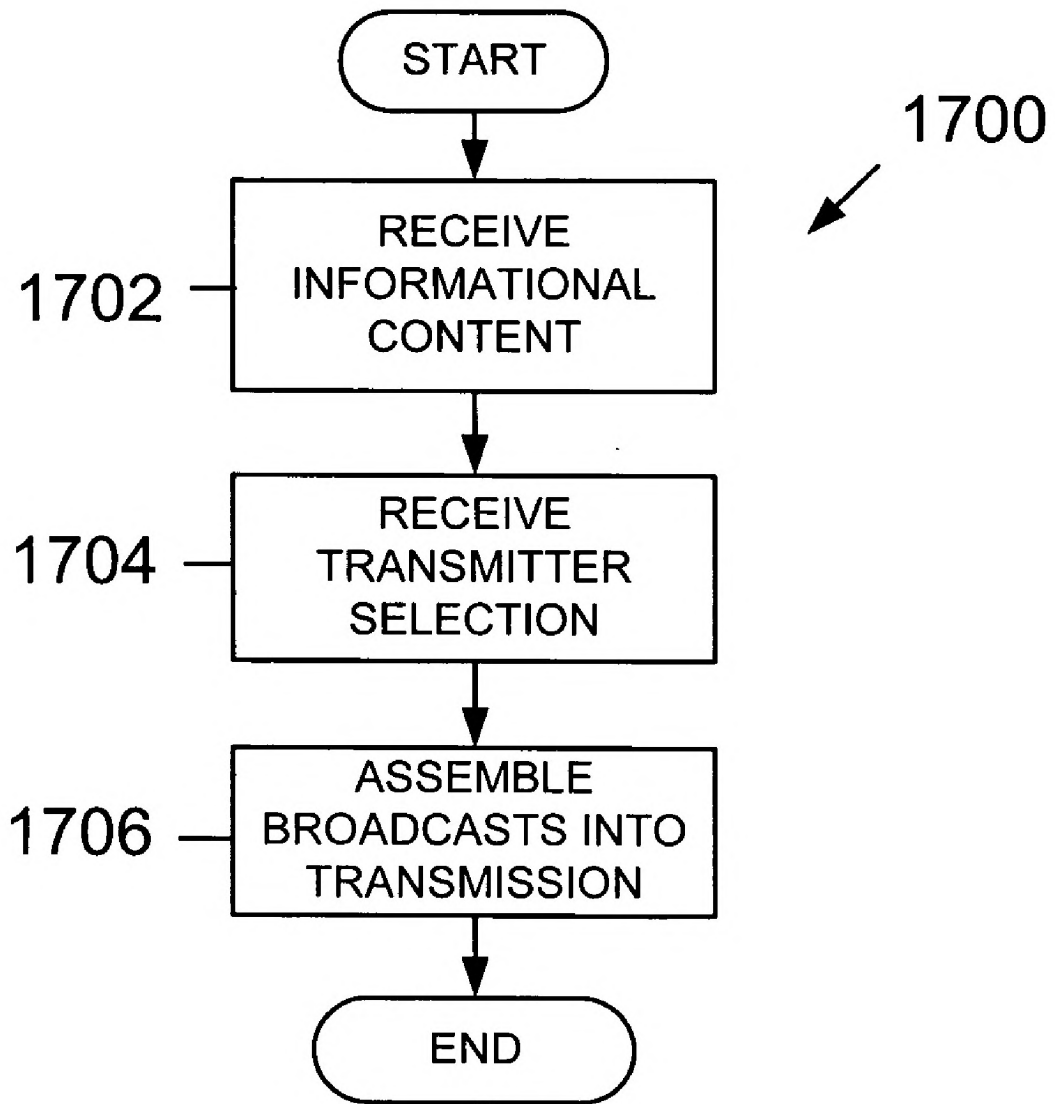 START
1700
RECEIVE
INFORMATIONAL
CONTENT
1702
RECEIVE
TRANSMITTER
SELECTION
1704
ASSEMBLE
BROADCASTS INTO
TRANSMISSION
1706
END